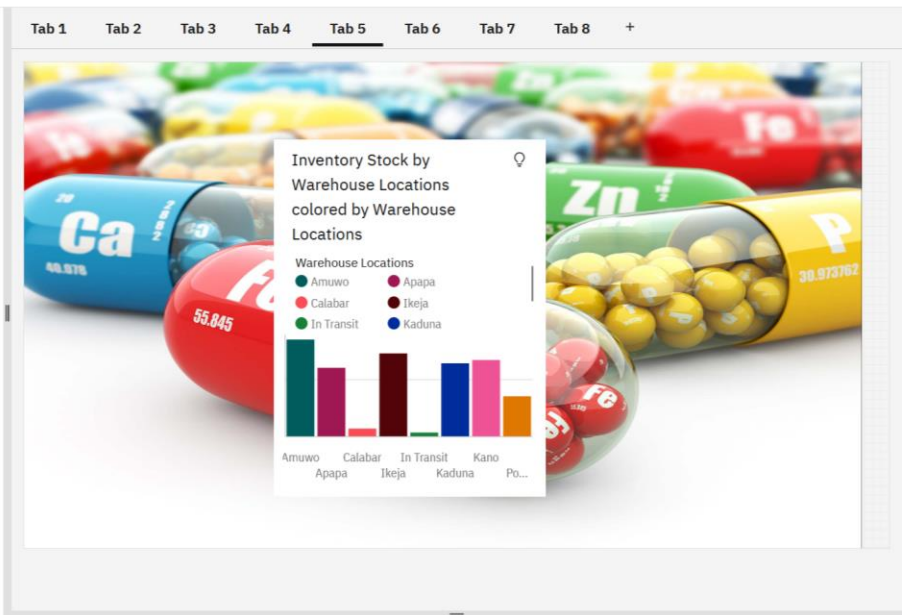 Tab 1 Tab 2 Tab 3 Tab 4 Tab 5 Tab 6 Tab 7 Tab 8 +
Inventory Stock by
Warehouse Locations
colored by Warehouse
Locations
Warehouse Locations
Amuwo Apapa
Calabar Ikeja
In Transit Kaduna
Amuwo Calabar In Transit Kano
Apapa Ikeja Kaduna Po...
20
Ca
40.078
Fe
55.845
Zn
P
30.973762
Fe
Fe